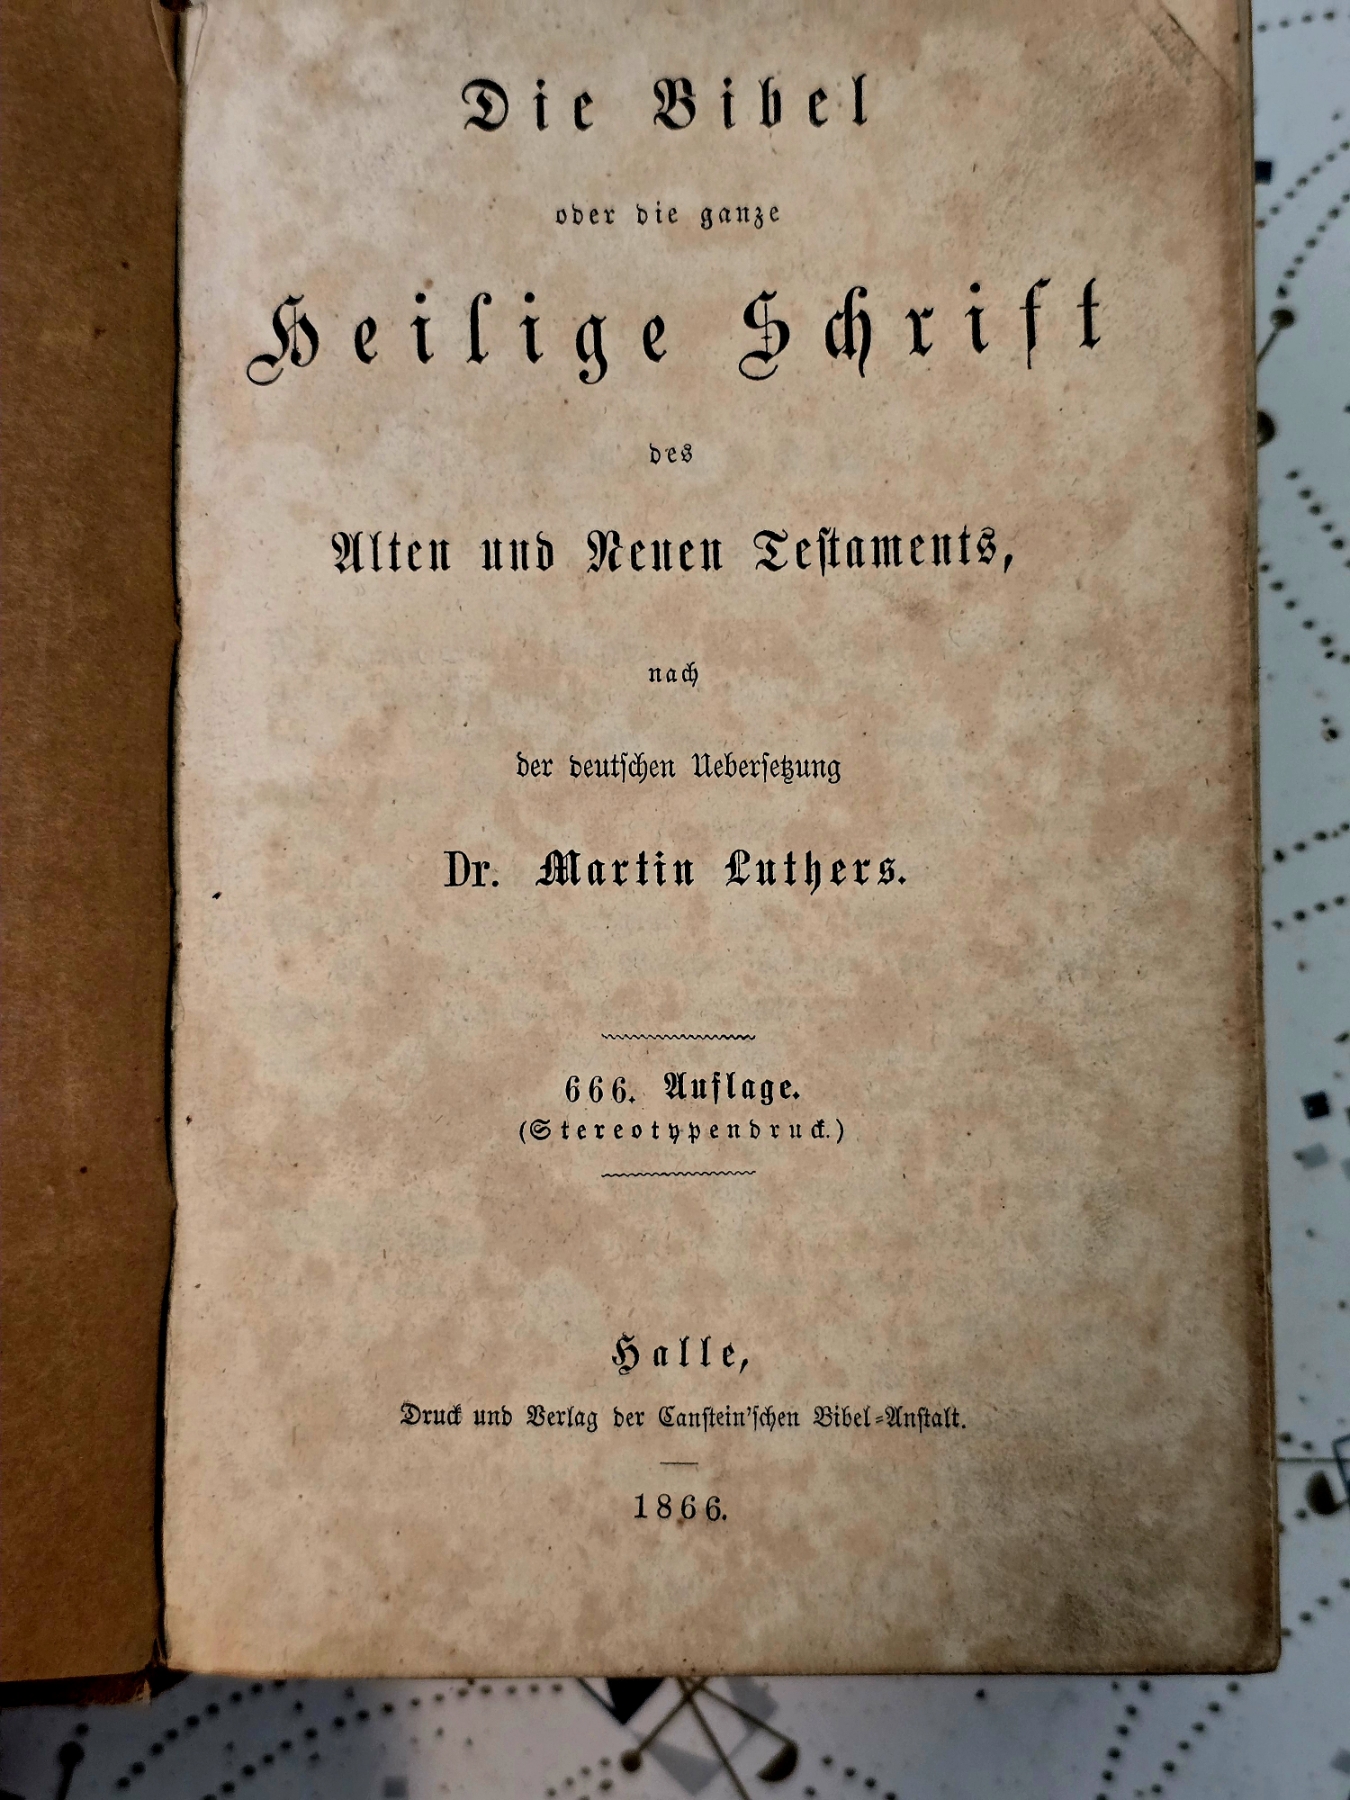 Die Bibel
oder die ganze
Heilige Schrift
des
Alten und Neuen Testaments,
nach
der deutschen Uebersetzung
Dr. Martin Luthers.
666. Auflage.
(Stereotypendruck.)
Halle,
Druck und Verlag der Canstein'schen Bibel-Anstalt.
1866.